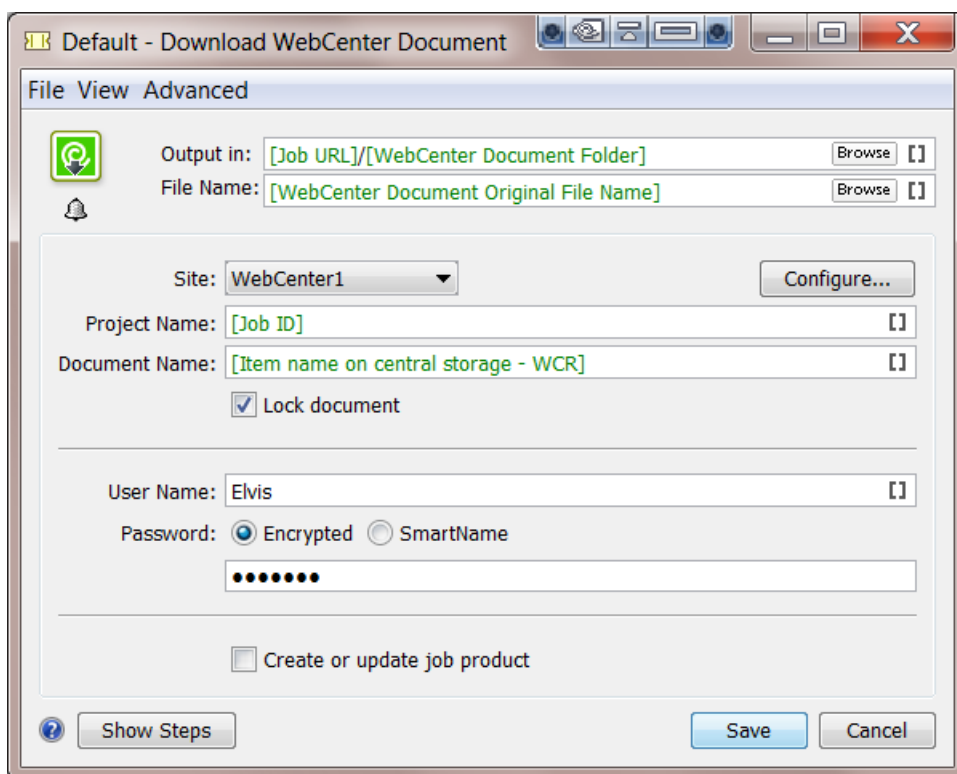 Default - Download WebCenter Document
File View Advanced
Output in: [Job URL]/[WebCenter Document Folder] Browse []
File Name: [WebCenter Document Original File Name] Browse []
Site: WebCenter1 Configure...
Project Name: [Job ID] []
Document Name: [Item name on central storage - WCR] []
Lock document
User Name: Elvis []
Password: Encrypted SmartName
●●●●●●●
Create or update job product
? Show Steps Save Cancel